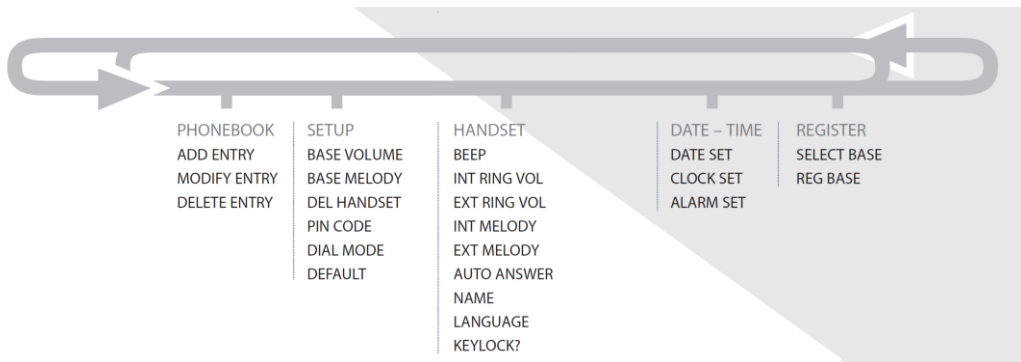 PHONEBOOK
ADD ENTRY
MODIFY ENTRY
DELETE ENTRY
SETUP
BASE VOLUME
BASE MELODY
DEL HANDSET
PIN CODE
DIAL MODE
DEFAULT
HANDSET
BEEP
INT RING VOL
EXT RING VOL
INT MELODY
EXT MELODY
AUTO ANSWER
NAME
LANGUAGE
KEYLOCK?
DATE – TIME
DATE SET
CLOCK SET
ALARM SET
REGISTER
SELECT BASE
REG BASE